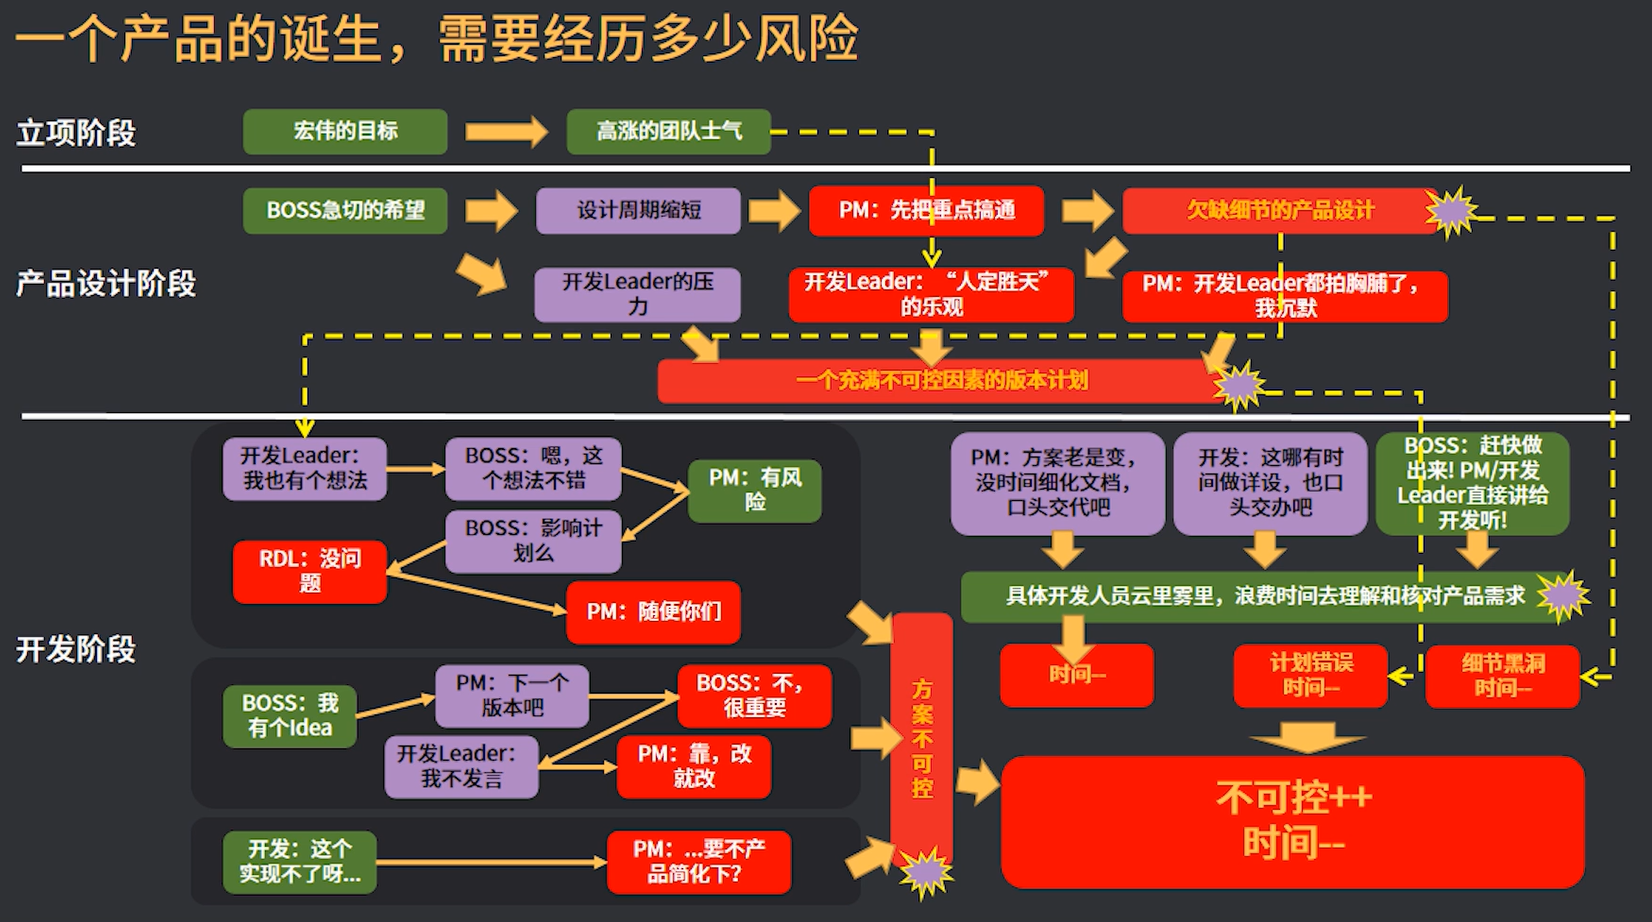 一个产品的诞生，需要经历多少风险
立项阶段
宏伟的目标
高涨的团队士气
BOSS急切的希望
设计周期缩短
PM：先把重点搞通
欠缺细节的产品设计
产品设计阶段
开发Leader的压
力
开发Leader：“人定胜天”
的乐观
PM：开发Leader都拍胸脯了，
我沉默
一个充满不可控因素的版本计划
开发阶段
开发Leader：
我也有个想法
BOSS：嗯，这
个想法不错
PM：有风
险
BOSS：影响计
划么
RDL：没问
题
PM：随便你们
BOSS：我
有个Idea
PM：下一个
版本吧
BOSS：不，
很重要
开发Leader：
我不发言
PM：靠，改
就改
开发：这个
实现不了呀...
PM：...要不产
品简化下？
方
案
不
可
控
PM：方案老是变，
没时间细化文档，
口头交代吧
开发：这哪有时
间做详设，也口
头交办吧
BOSS：赶快做
出来！PM/开发
Leader直接讲给
开发听!
具体开发人员云里雾里，浪费时间去理解和核对产品需求
时间--
计划错误
时间--
细节黑洞
时间--
不可控++
时间--